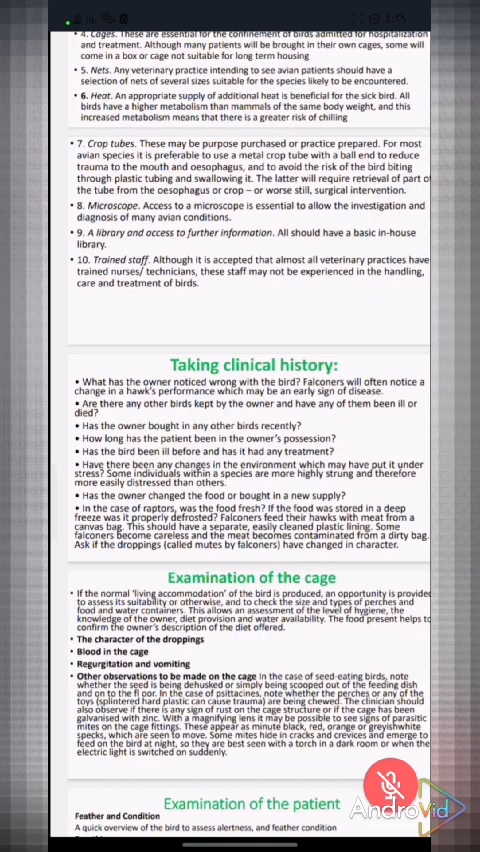 • 4. Cages. These are essential for the confinement of birds admitted for hospitalization
and treatment. Although many patients will be brought in their own cages, some will
come in a box or cage not suitable for long term housing
• 5. Nets. Any veterinary practice intending to see avian patients should have a
selection of nets of several sizes suitable for the species likely to be encountered.
• 6. Heat. An appropriate supply of additional heat is beneficial for the sick bird. All
birds have a higher metabolism than mammals of the same body weight, and this
increased metabolism means that there is a greater risk of chilling
• 7. Crop tubes. These may be purpose purchased or practice prepared. For most
avian species it is preferable to use a metal crop tube with a ball end to reduce
trauma to the mouth and oesophagus, and to avoid the risk of the bird biting
through plastic tubing and swallowing it. The latter will require retrieval of part of
the tube from the oesophagus or crop – or worse still, surgical intervention.
• 8. Microscope. Access to a microscope is essential to allow the investigation and
diagnosis of many avian conditions.
• 9. A library and access to further information. All should have a basic in-house
library.
• 10. Trained staff. Although it is accepted that almost all veterinary practices have
trained nurses/ technicians, these staff may not be experienced in the handling,
care and treatment of birds.
Taking clinical history:
• What has the owner noticed wrong with the bird? Falconers will often notice a
change in a hawk's performance which may be an early sign of disease.
• Are there any other birds kept by the owner and have any of them been ill or
died?
• Has the owner bought in any other birds recently?
• How long has the patient been in the owner's possession?
• Has the bird been ill before and has it had any treatment?
• Have there been any changes in the environment which may have put it under
stress? Some individuals within a species are more highly strung and therefore
more easily distressed than others.
• Has the owner changed the food or bought in a new supply?
• In the case of raptors, was the food fresh? If the food was stored in a deep
freeze was it properly defrosted? Falconers feed their hawks with meat from a
canvas bag. This should have a separate, easily cleaned plastic lining. Some
falconers become careless and the meat becomes contaminated from a dirty bag.
Ask if the droppings (called mutes by falconers) have changed in character.
Examination of the cage
• If the normal 'living accommodation' of the bird is produced, an opportunity is provided
to assess its suitability or otherwise, and to check the size and types of perches and
food and water containers. This allows an assessment of the level of hygiene, the
knowledge of the owner, diet provision and water availability. The food present helps to
confirm the owner's description of the diet offered.
• The character of the droppings
• Blood in the cage
• Regurgitation and vomiting
• Other observations to be made on the cage In the case of seed-eating birds, note
whether the seed is being dehusked or simply being scooped out of the feeding dish
and on to the fl oor. In the case of psittacines, note whether the perches or any of the
toys (splintered hard plastic can cause trauma) are being chewed. The clinician should
also observe if there is any sign of rust on the cage structure or if the cage has been
galvanised with zinc. With a magnifying lens it may be possible to see signs of parasitic
mites on the cage fittings. These appear as minute black, red, orange or greyishwhite
specks, which are seen to move. Some mites hide in cracks and crevices and emerge to
feed on the bird at night, so they are best seen with a torch in a dark room or when the
electric light is switched on suddenly.
Examination of the patient
Feather and Condition
A quick overview of the bird to assess alertness, and feather condition
AndroVid